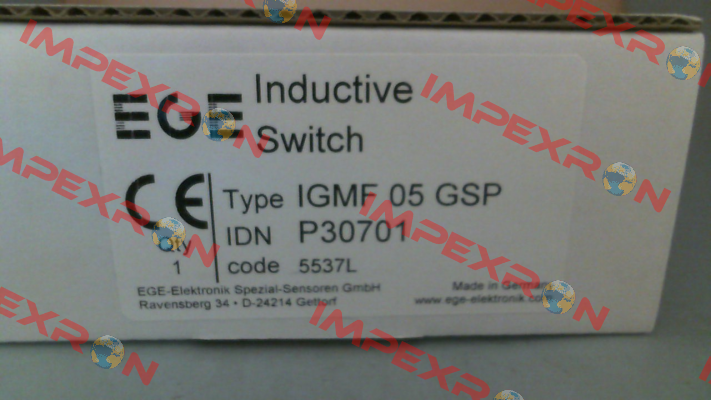 EGE Inductive
Switch
CE
Type IGMF 05 GSP
IDN P30701
Qty
1
code 5537L
EGE-Elektronik Spezial-Sensoren GmbH
Ravensberg 34 • D-24214 Gettorf
Made in Germany
www.ege-elektronik.com
IMPEXRON
IMPEXRON
IMPEXRON
IMPEXRON
IMPEXRON
IMPEXRON